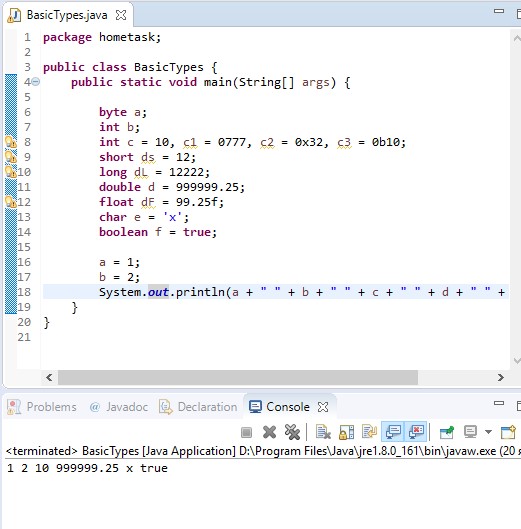 BasicTypes.java
1 package hometask;
2
3 public class BasicTypes {
4 public static void main(String[] args) {
5
6 byte a;
7 int b;
8 int c = 10, c1 = 0777, c2 = 0x32, c3 = 0b10;
9 short ds = 12;
10 long dL = 12222;
11 double d = 999999.25;
12 float dF = 99.25f;
13 char e = 'x';
14 boolean f = true;
15
16 a = 1;
17 b = 2;
18 System.out.println(a + " " + b + " " + c + " " + d + " " +
19 }
20 }
21
Problems @ Javadoc Declaration Console
<terminated> BasicTypes [Java Application] D:\Program Files\Java\jre1.8.0_161\bin\javaw.exe (20
1 2 10 999999.25 x true